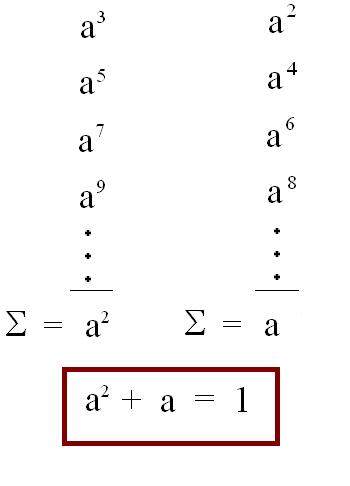 a³ a²
a⁵ a⁴
a⁷ a⁶
a⁹ a⁸
Σ = a² Σ = a
a² + a = 1